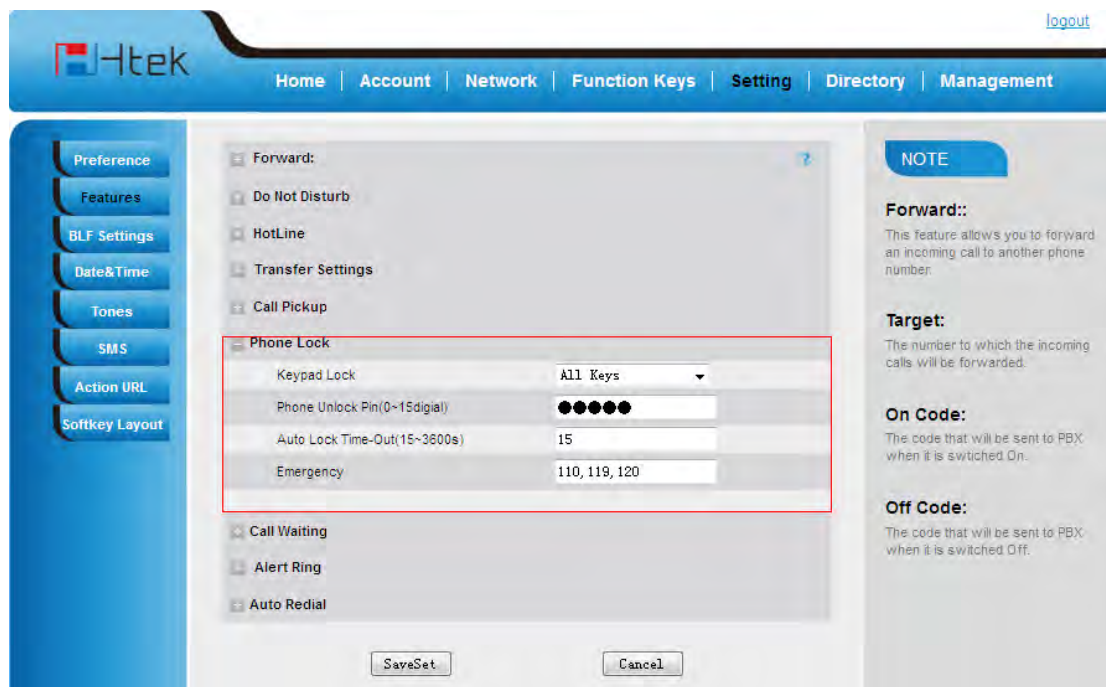 logout
Htek
Home | Account | Network | Function Keys | Setting | Directory | Management
Preference
Features
BLF Settings
Date&Time
Tones
SMS
Action URL
Softkey Layout
Forward:
?
Do Not Disturb
HotLine
Transfer Settings
Call Pickup
Phone Lock
Keypad Lock All Keys
Phone Unlock Pin(0~15digial) ●●●●●
Auto Lock Time-Out(15~3600s) 15
Emergency 110, 119, 120
Call Waiting
Alert Ring
Auto Redial
SaveSet Cancel
NOTE
Forward::
This feature allows you to forward
an incoming call to another phone
number.
Target:
The number to which the incoming
calls will be forwarded.
On Code:
The code that will be sent to PBX
when it is swtiched On.
Off Code:
The code that will be sent to PBX
when it is switched Off.